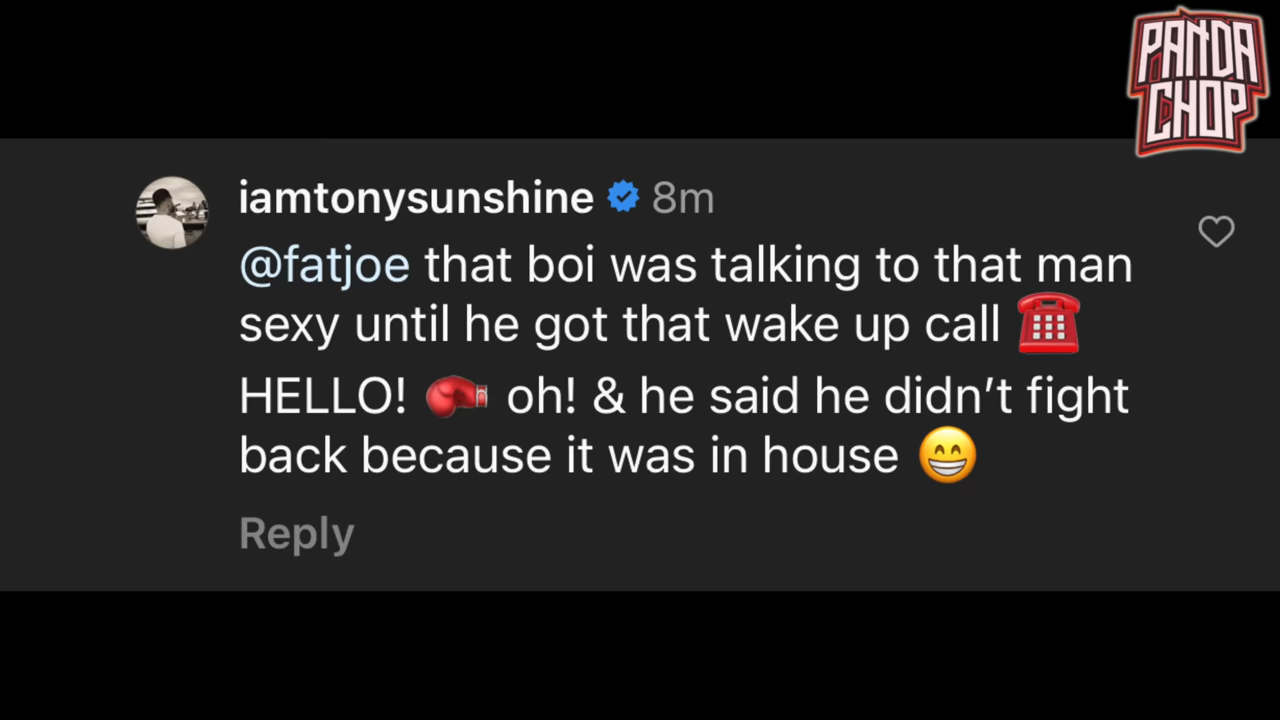 PANDA
CHOP
iamtonysunshine 8m
@fatjoe that boi was talking to that man
sexy until he got that wake up call ☎️
HELLO! 🥊 oh! & he said he didn’t fight
back because it was in house 😁
Reply